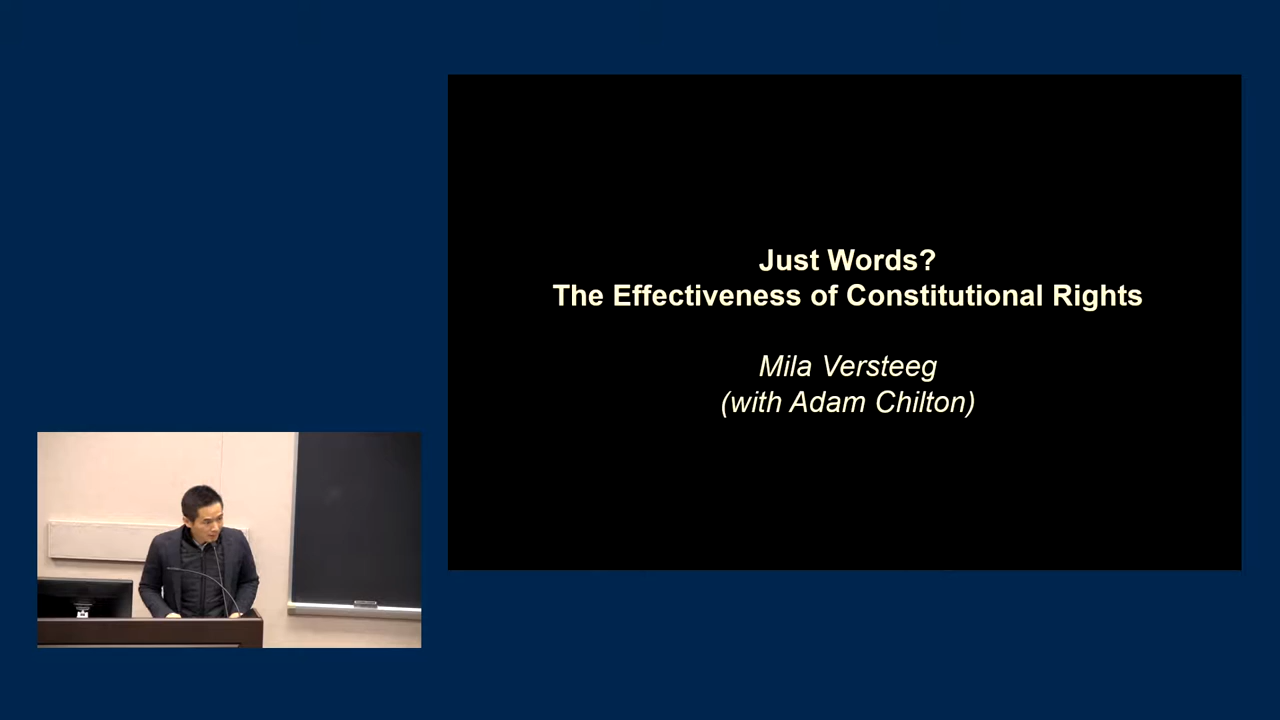 Just Words?
The Effectiveness of Constitutional Rights
Mila Versteeg
(with Adam Chilton)